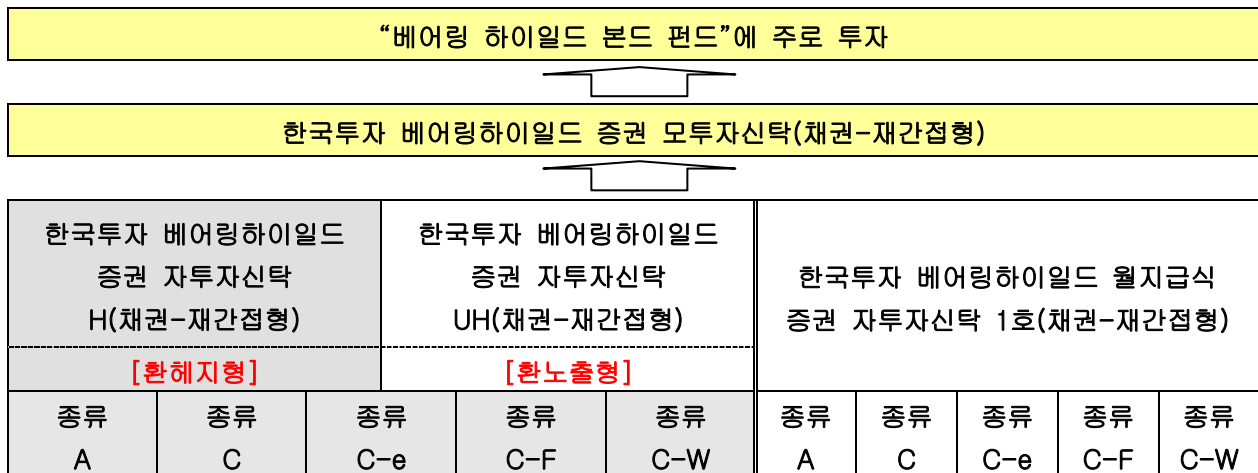 “베어링 하이일드 본드 펀드”에 주로 투자
한국투자 베어링하이일드 증권 모투자신탁(채권-재간접형)
한국투자 베어링하이일드
증권 자투자신탁
H(채권-재간접형)
[환헤지형]
한국투자 베어링하이일드
증권 자투자신탁
UH(채권-재간접형)
[환노출형]
한국투자 베어링하이일드 월지급식
증권 자투자신탁 1호(채권-재간접형)
종류 종류 종류 종류 종류 종류 종류 종류 종류 종류
A C C-e C-F C-W A C C-e C-F C-W